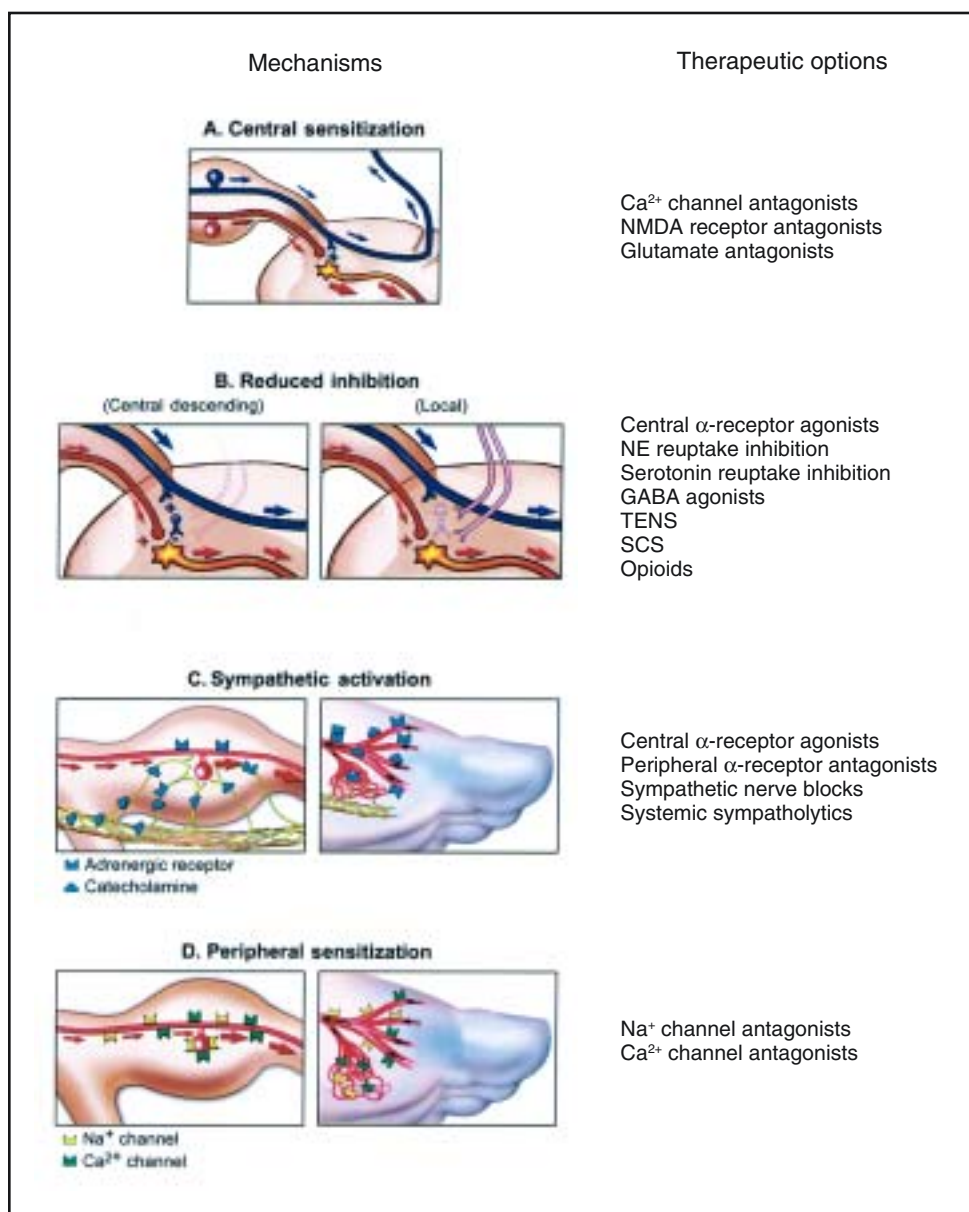 Mechanisms
Therapeutic options
A. Central sensitization
Ca²⁺ channel antagonists
NMDA receptor antagonists
Glutamate antagonists
B. Reduced inhibition
(Central descending)
(Local)
Central α-receptor agonists
NE reuptake inhibition
Serotonin reuptake inhibition
GABA agonists
TENS
SCS
Opioids
C. Sympathetic activation
Central α-receptor agonists
Peripheral α-receptor antagonists
Sympathetic nerve blocks
Systemic sympatholytics
Adrenergic receptor
Catecholamine
D. Peripheral sensitization
Na⁺ channel antagonists
Ca²⁺ channel antagonists
Na⁺ channel
Ca²⁺ channel